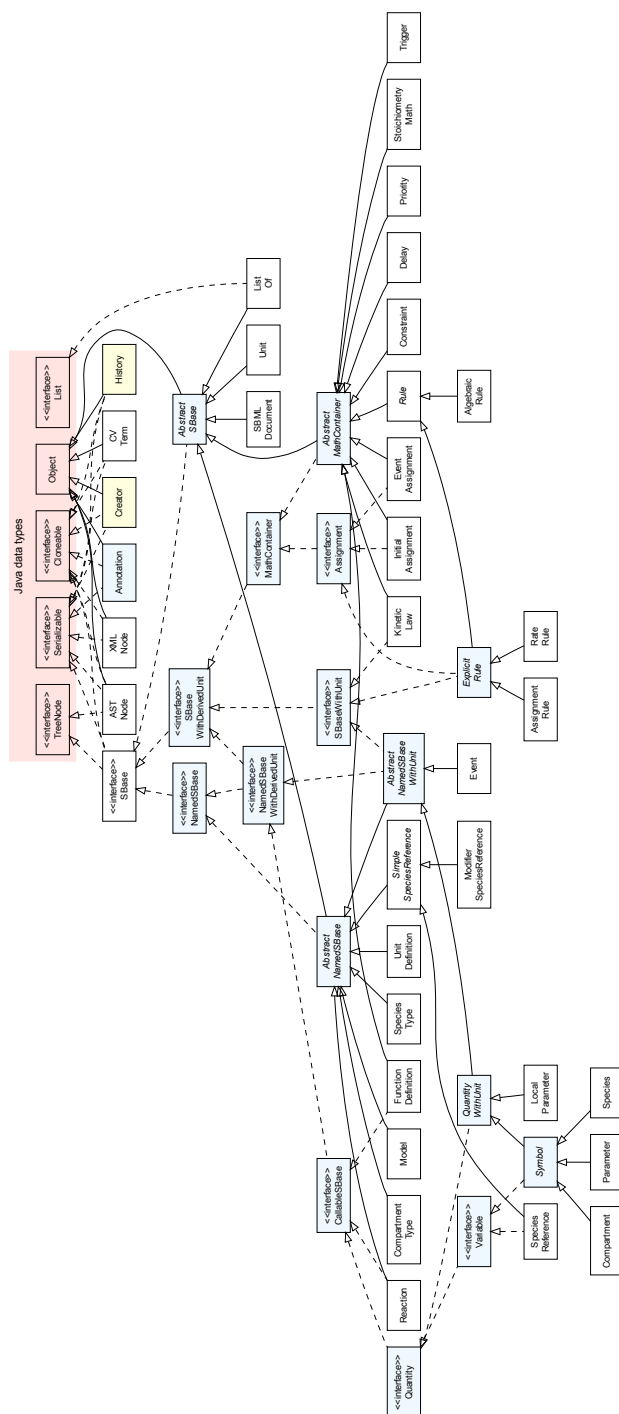 Java data types
<<interface>>
TreeNode
<<interface>>
Serializable
<<interface>>
Cloneable
Object
<<interface>>
List
<<interface>>
SBase
AST
Node
XML
Node
Annotation
Creator
CV
Term
History
<<interface>>
NamedSBase
<<interface>>
SBase
WithDerivedUnit
Abstract
SBase
<<interface>>
NamedSBase
WithDerivedUnit
<<interface>>
MathContainer
SBML
Document
Unit
List
Of
<<interface>>
CallableSBase
Abstract
NamedSBase
<<interface>>
SBaseWithUnit
<<interface>>
Assignment
Abstract
MathContainer
<<interface>>
Quantity
Reaction
Compartment
Type
Model
Function
Definition
Species
Type
Unit
Definition
Simple
SpeciesReference
Abstract
NamedSBase
WithUnit
Kinetic
Law
Initial
Assignment
Event
Assignment
Rule
Constraint
Delay
Priority
Stoichiometry
Math
Trigger
<<interface>>
Variable
Quantity
WithUnit
Modifier
SpeciesReference
Event
Explicit
Rule
Algebraic
Rule
Species
Reference
Symbol
Local
Parameter
Assignment
Rule
Rate
Rule
Compartment
Parameter
Species